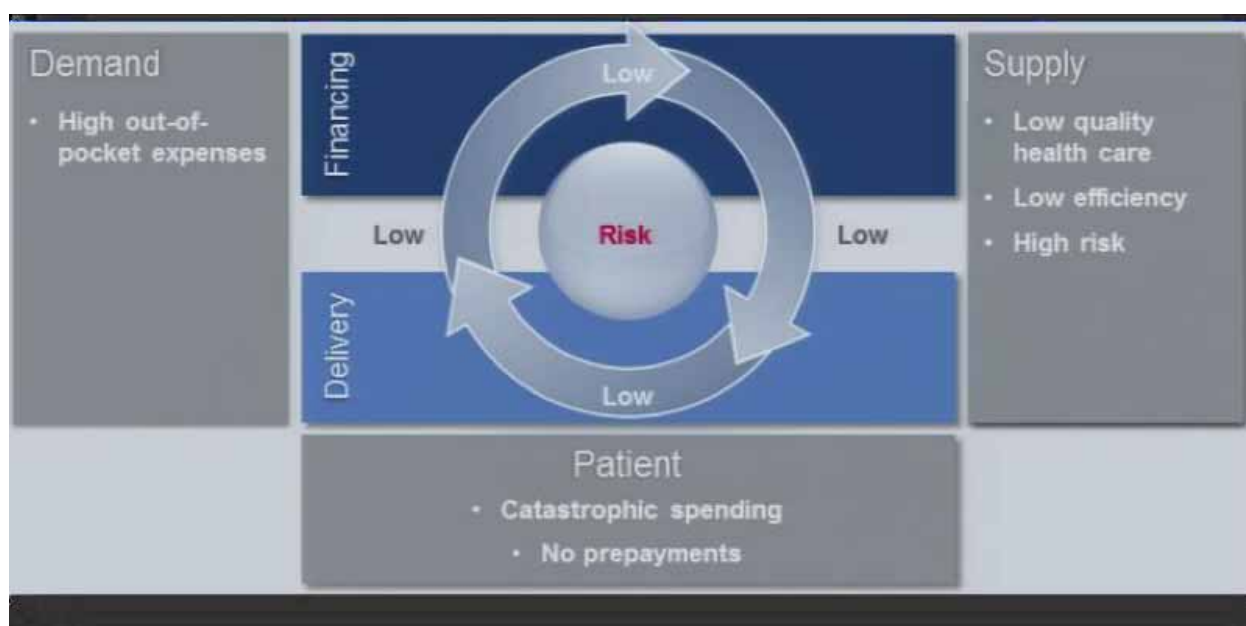 Demand
• High out-of-
pocket expenses
Financing
Low
Low
Risk
Low
Delivery
Low
Supply
• Low quality
health care
• Low efficiency
• High risk
Patient
• Catastrophic spending
• No prepayments